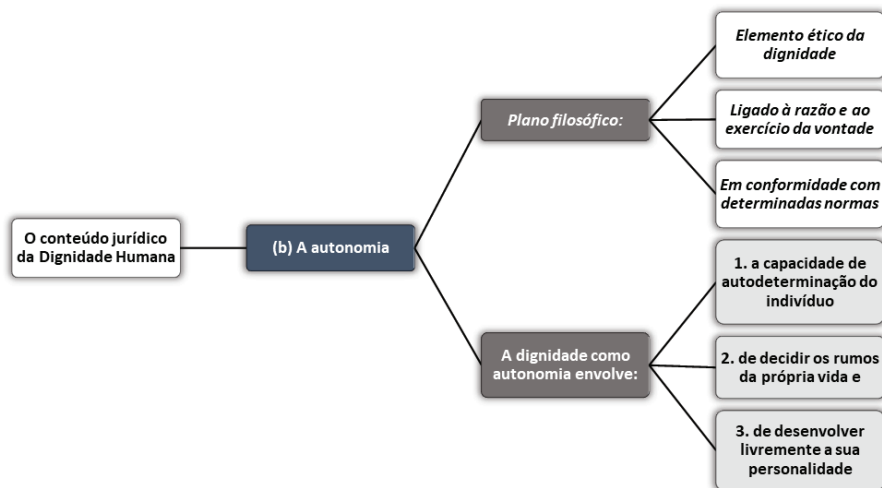 O conteúdo jurídico
da Dignidade Humana
(b) A autonomia
Plano filosófico:
Elemento ético da
dignidade
Ligado à razão e ao
exercício da vontade
Em conformidade com
determinadas normas
A dignidade como
autonomia envolve:
1. a capacidade de
autodeterminação do
indivíduo
2. de decidir os rumos
da própria vida e
3. de desenvolver
livremente a sua
personalidade